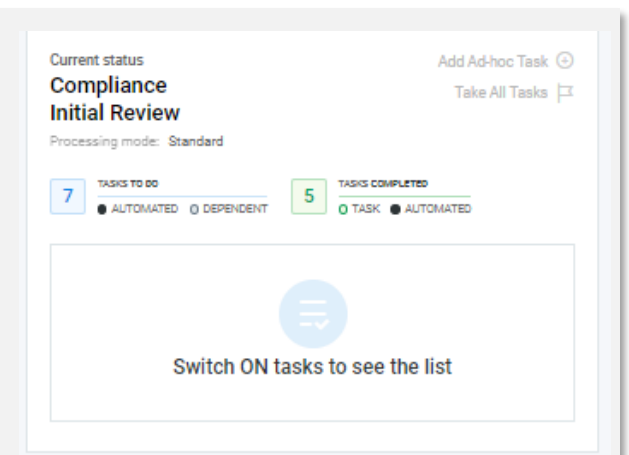 Current status
Add Ad-hoc Task
Compliance
Initial Review
Take All Tasks
Processing mode: Standard
7 TASKS TO DO
AUTOMATED DEPENDENT
5 TASKS COMPLETED
TASK AUTOMATED
Switch ON tasks to see the list